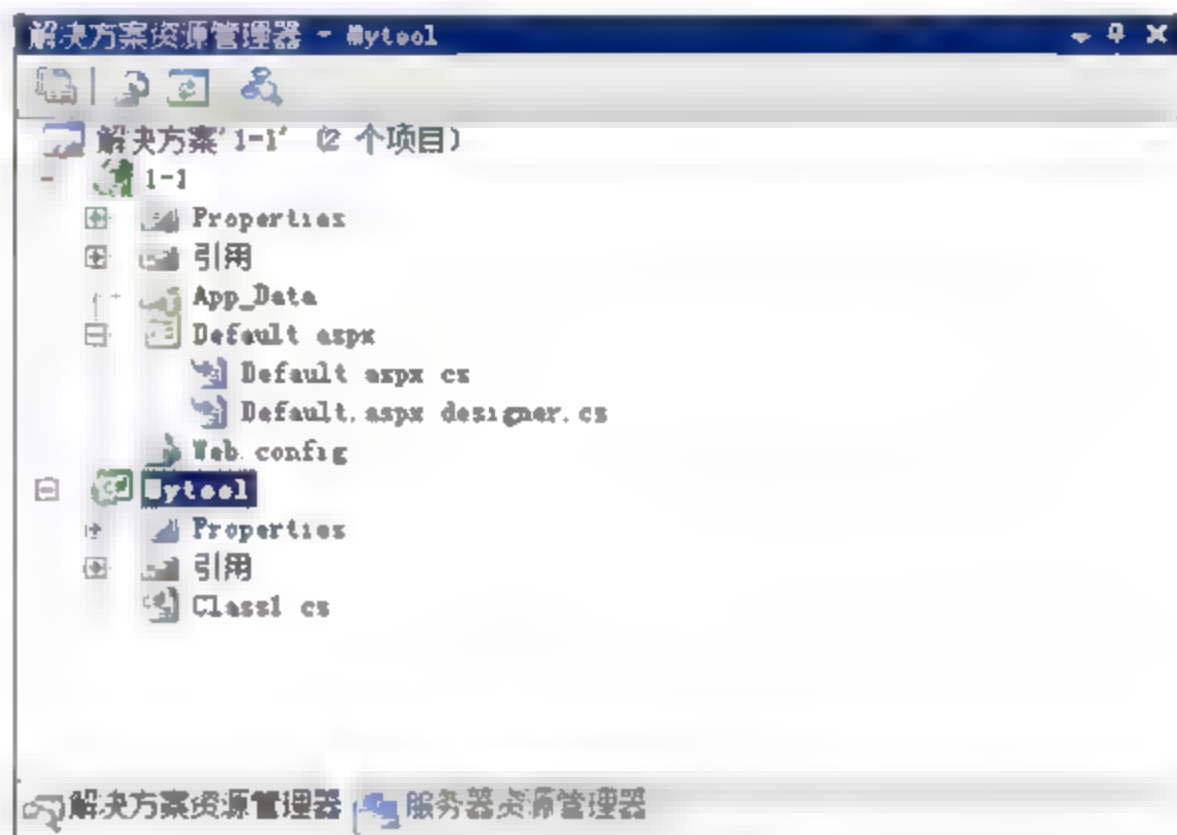 解决方案资源管理器 - Mytool
解决方案'1-1' (2 个项目)
1-1
Properties
引用
App_Data
Default.aspx
Default.aspx.cs
Default.aspx.designer.cs
Web.config
Mytool
Properties
引用
Class1.cs
解决方案资源管理器 服务器资源管理器